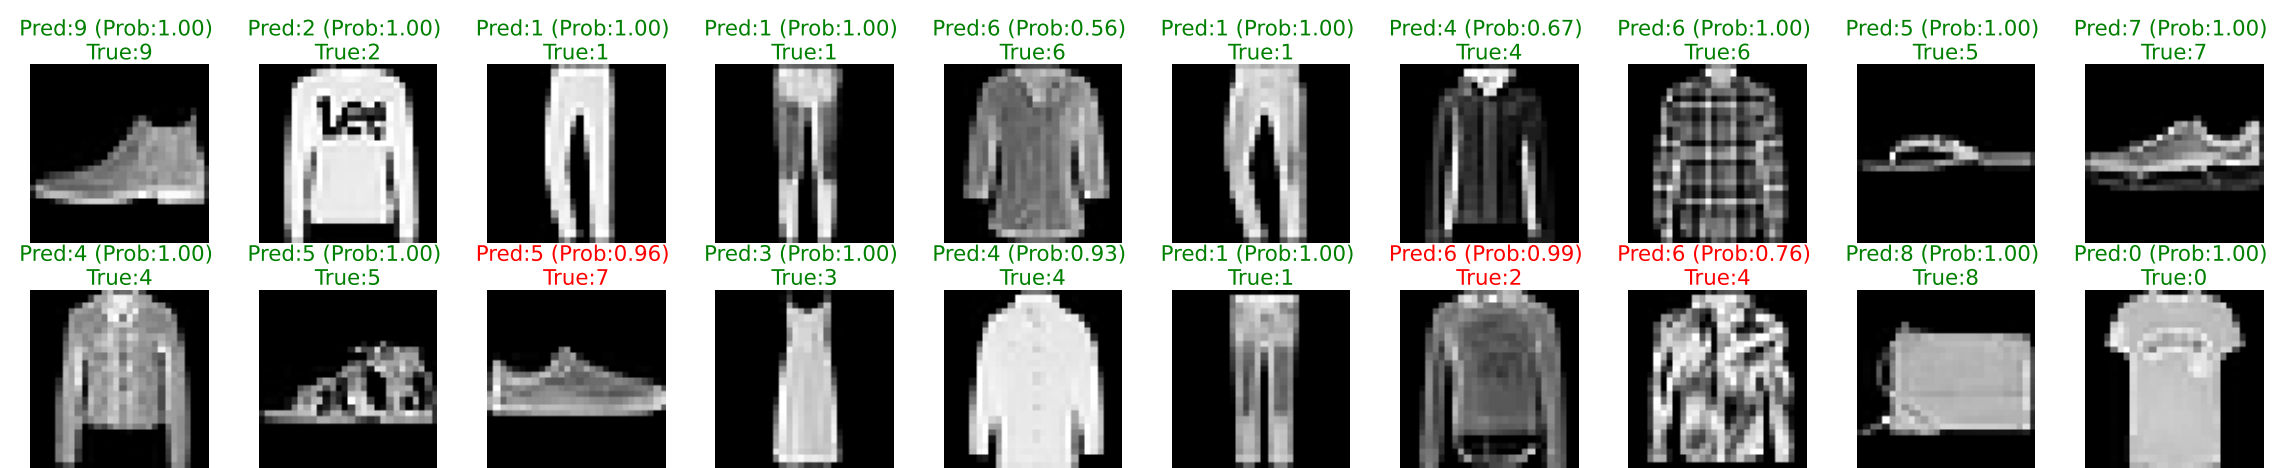 Pred:9 (Prob:1.00) Pred:2 (Prob:1.00) Pred:1 (Prob:1.00) Pred:1 (Prob:1.00) Pred:6 (Prob:0.56) Pred:1 (Prob:1.00) Pred:4 (Prob:0.67) Pred:6 (Prob:1.00) Pred:5 (Prob:1.00) Pred:7 (Prob:1.00)
True:9 True:2 True:1 True:1 True:6 True:1 True:4 True:6 True:5 True:7
Lee
Pred:4 (Prob:1.00) Pred:5 (Prob:1.00) Pred:5 (Prob:0.96) Pred:3 (Prob:1.00) Pred:4 (Prob:0.93) Pred:1 (Prob:1.00) Pred:6 (Prob:0.99) Pred:6 (Prob:0.76) Pred:8 (Prob:1.00) Pred:0 (Prob:1.00)
True:4 True:5 True:7 True:3 True:4 True:1 True:2 True:4 True:8 True:0